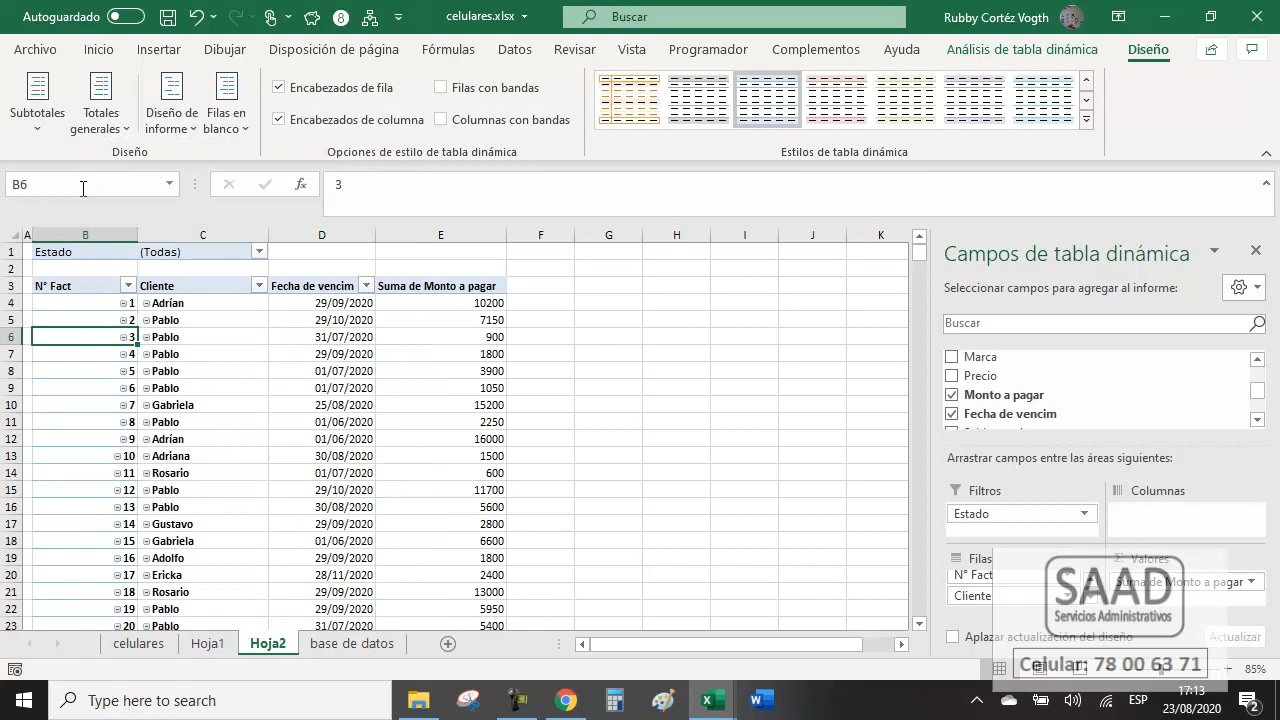 Autoguardado
celulares.xlsx
Buscar
Rubby Cortéz Vogth
Archivo Inicio Insertar Dibujar Disposición de página Fórmulas Datos Revisar Vista Programador Complementos Ayuda Análisis de tabla dinámica Diseño
Subtotales
Totales generales
Diseño de informe
Filas en blanco
Diseño
Encabezados de fila
Filas con bandas
Encabezados de columna
Columnas con bandas
Opciones de estilo de tabla dinámica
Estilos de tabla dinámica
B6
fx
3
A B C D E F G H I J K
1 Estado (Todas)
2
3 N° Fact Cliente Fecha de vencim Suma de Monto a pagar
4 1 Adrían 29/09/2020 10200
5 2 Pablo 29/10/2020 7150
6 3 Pablo 31/07/2020 900
7 4 Pablo 29/09/2020 1800
8 5 Pablo 01/07/2020 3900
9 6 Pablo 01/07/2020 1050
10 7 Gabriela 25/08/2020 15200
11 8 Pablo 01/06/2020 2250
12 9 Adrían 01/06/2020 16000
13 10 Adriana 30/08/2020 1500
14 11 Rosario 01/07/2020 600
15 12 Pablo 29/10/2020 11700
16 13 Pablo 30/08/2020 5600
17 14 Gustavo 29/09/2020 2800
18 15 Gabriela 01/06/2020 6600
19 16 Adolfo 29/09/2020 1800
20 17 Ericka 28/11/2020 2400
21 18 Rosario 29/09/2020 13000
22 19 Pablo 29/09/2020 5950
23 20 Pablo 31/07/2020 5400
celulares Hoja1 Hoja2 base de datos
Campos de tabla dinámica
Seleccionar campos para agregar al informe:
Buscar
Marca
Precio
Monto a pagar
Fecha de vencim
Arrastrar campos entre las áreas siguientes:
Filtros
Columnas
Estado
Filas
Valores
N° Fact
Suma de Monto a pagar
Cliente
SAAD
Servicios Administrativos
Aplazar actualización del diseño
Actualizar
Celular: 78 00 63 71
85%
Type here to search
ESP
17:13
23/08/2020
2